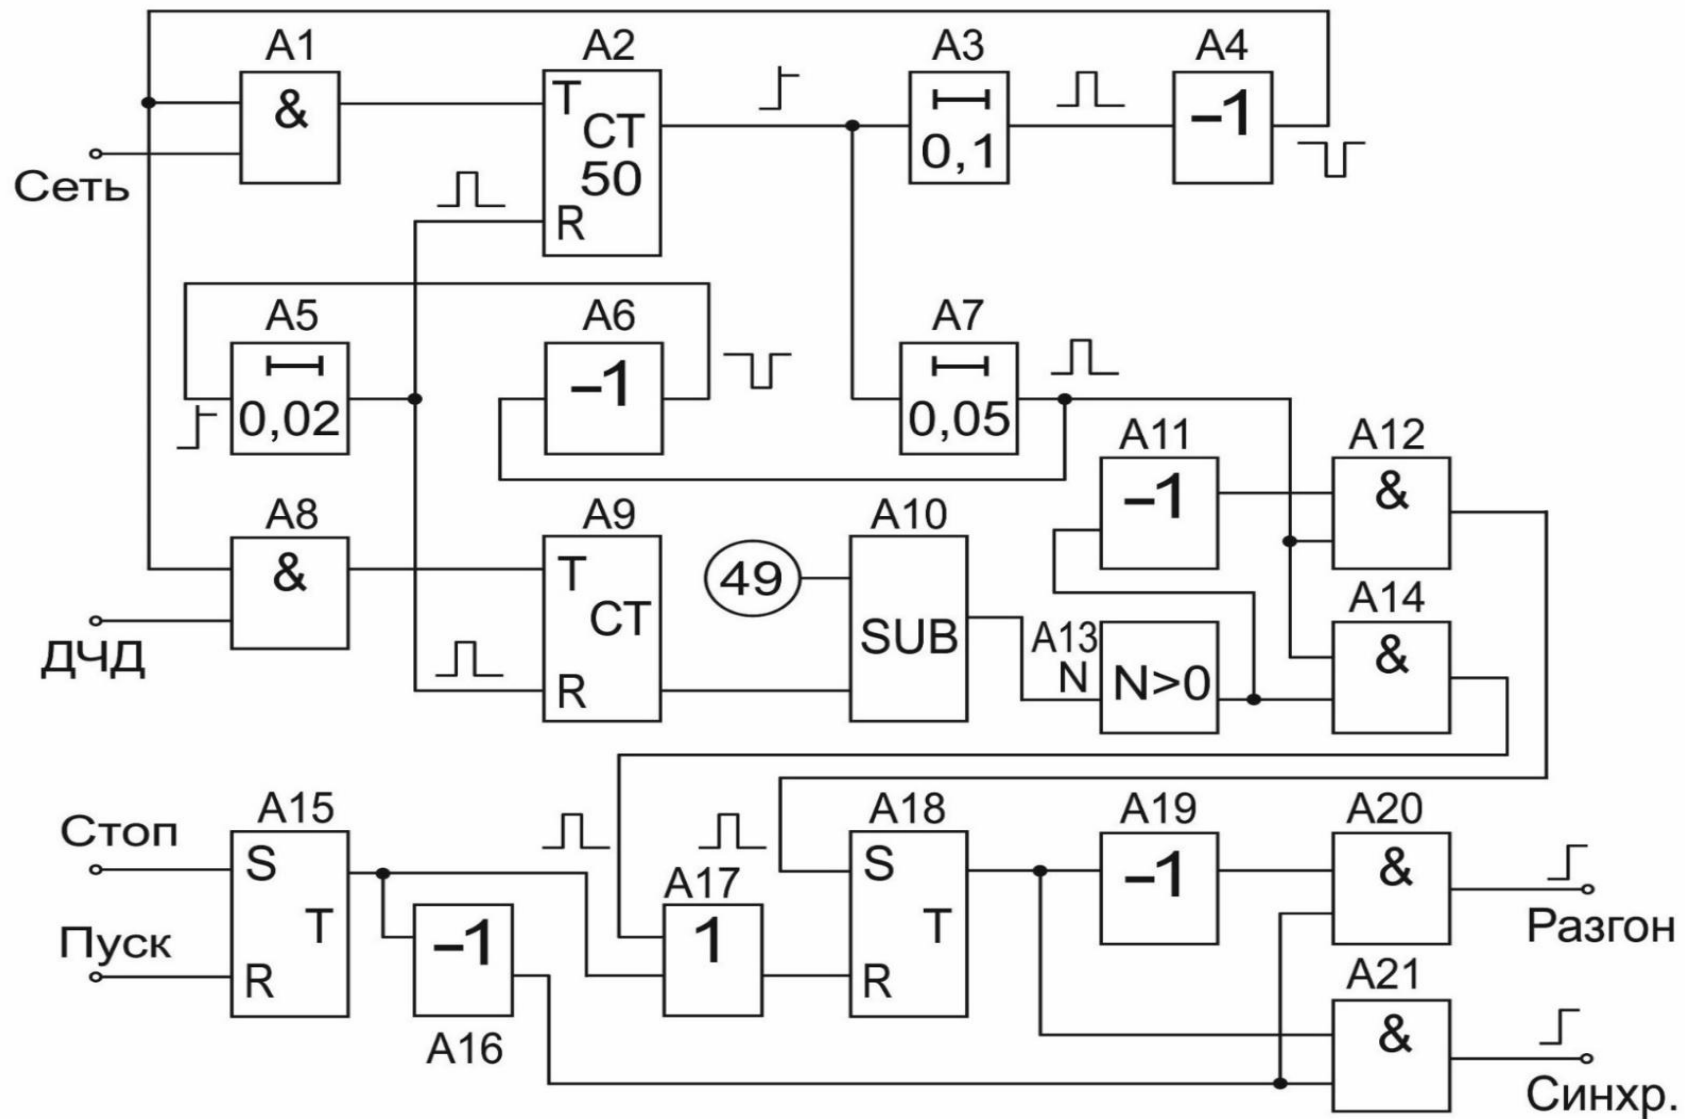 A1 A2 A3 A4
& T CT 50 R 0,1 –1
Сеть
A5 A6 A7
0,02 –1 0,05
A11 A12
–1 &
A8 A9 A10
& T CT R 49 SUB
ДЧД
A13 A14
N N>0 &
A15 A18 A19 A20
Стоп S T R
Пуск
A17
–1 1 S T R –1 &
Разгон
A16 A21
&
Синхр.